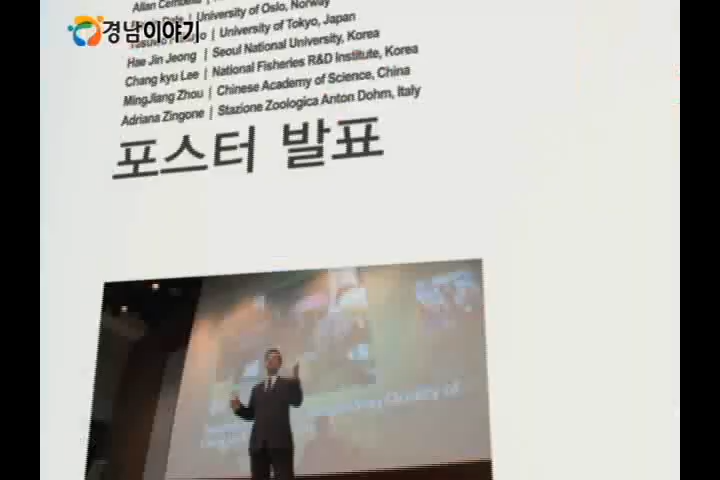 Allan Cembella |
| University of Oslo, Norway
경남이야기
| University of Tokyo, Japan
Hae Jin Jeong | Seoul National University, Korea
Chang kyu Lee | National Fisheries R&D Institute, Korea
MingJiang Zhou | Chinese Academy of Science, China
Adriana Zingone | Stazione Zoologica Anton Dohrn, Italy
포스터 발표